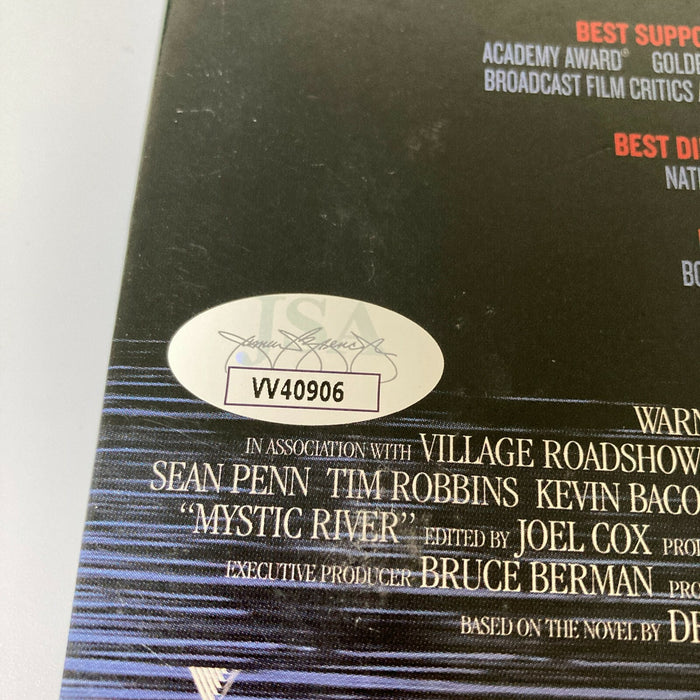 BEST SUPPO
ACADEMY AWARD® GOLDE
BROADCAST FILM CRITICS
BEST DI
NATI
BO
JSA
VV40906
WARN
IN ASSOCIATION WITH VILLAGE ROADSHOW
SEAN PENN TIM ROBBINS KEVIN BACO
"MYSTIC RIVER" EDITED BY JOEL COX PROD
EXECUTIVE PRODUCER BRUCE BERMAN PRO
BASED ON THE NOVEL BY DE